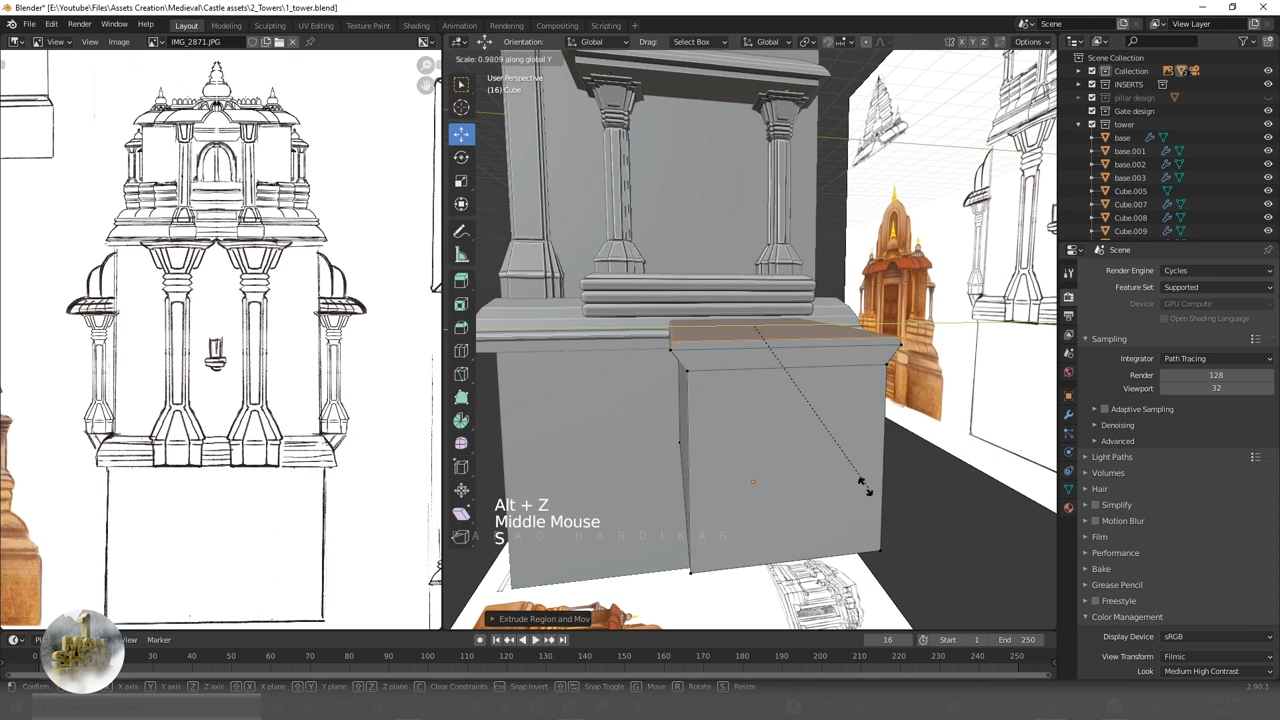 Blender* [E:\Youtube\Files\Assets Creation\Medieval\Castle assets\2_Towers\1_tower.blend]
File Edit Render Window Help Layout Modeling Sculpting UV Editing Texture Paint Shading Animation Rendering Compositing Scripting Scene View Layer
View View Image IMG_2871.JPG Orientation: Global Drag: Select Box Global X Y Z Options
Scale: 0.9809 along global Y
User Perspective
(16) Cube
Scene Collection
Collection
INSERTS
pillar design
Gate design
tower
base
base.001
base.002
base.003
Cube.005
Cube.007
Cube.008
Cube.009
Scene
Render Engine Cycles
Feature Set Supported
Device GPU Compute
Open Shading Language
Sampling
Integrator Path Tracing
Render 128
Viewport 32
Adaptive Sampling
Denoising
Advanced
Light Paths
Volumes
Hair
Simplify
Motion Blur
Film
Performance
Bake
Grease Pencil
Freestyle
Color Management
Display Device sRGB
View Transform Filmic
Look Medium High Contrast
Alt + Z
Middle Mouse
S
HARDIKAR
Extrude Region and Mov
View Marker 16 Start 1 End 250
0 30 40 50 60 70 80 90 100 110 120 130 140 150 160 170 180 190 200 210 220 230 240 250
Confirm X X axis Y Y axis Z Z axis X X plane Y Y plane Z Z plane C Clear Constraints Snap Invert Snap Toggle G Move R Rotate S Resize 2.90.1